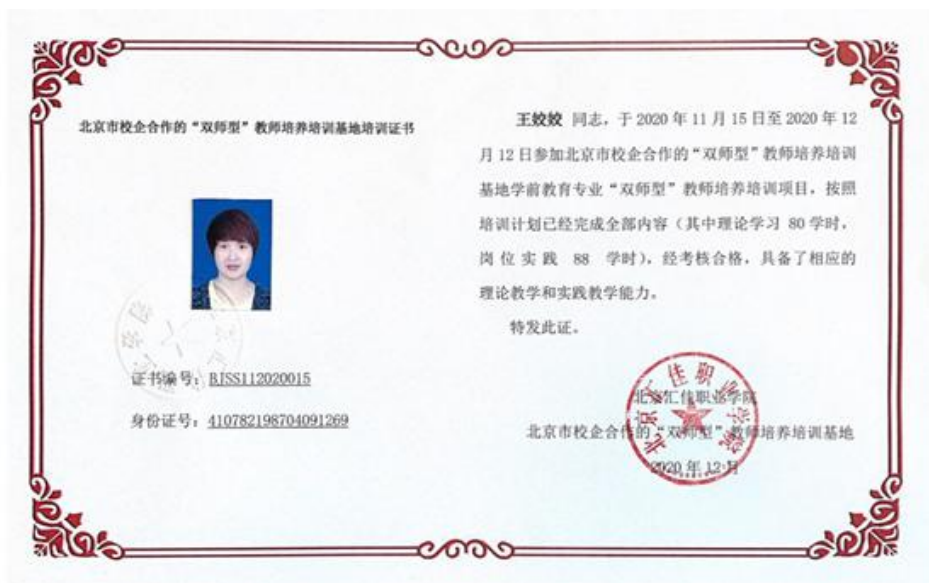 北京市校企合作的“双师型”教师培养培训基地培训证书
证书编号：BJSS112020015
身份证号：410782198704091269
王姣姣 同志，于 2020 年 11 月 15 日至 2020 年 12
月 12 日参加北京市校企合作的“双师型”教师培养培训
基地学前教育专业“双师型”教师培养培训项目，按照
培训计划已经完成全部内容（其中理论学习 80 学时，
岗位实践 88 学时），经考核合格，具备了相应的
理论教学和实践教学能力。
特发此证。
北京汇佳职业学院
北京市校企合作的“双师型”教师培养培训基地
2020 年 12 月
北京汇佳职业学院